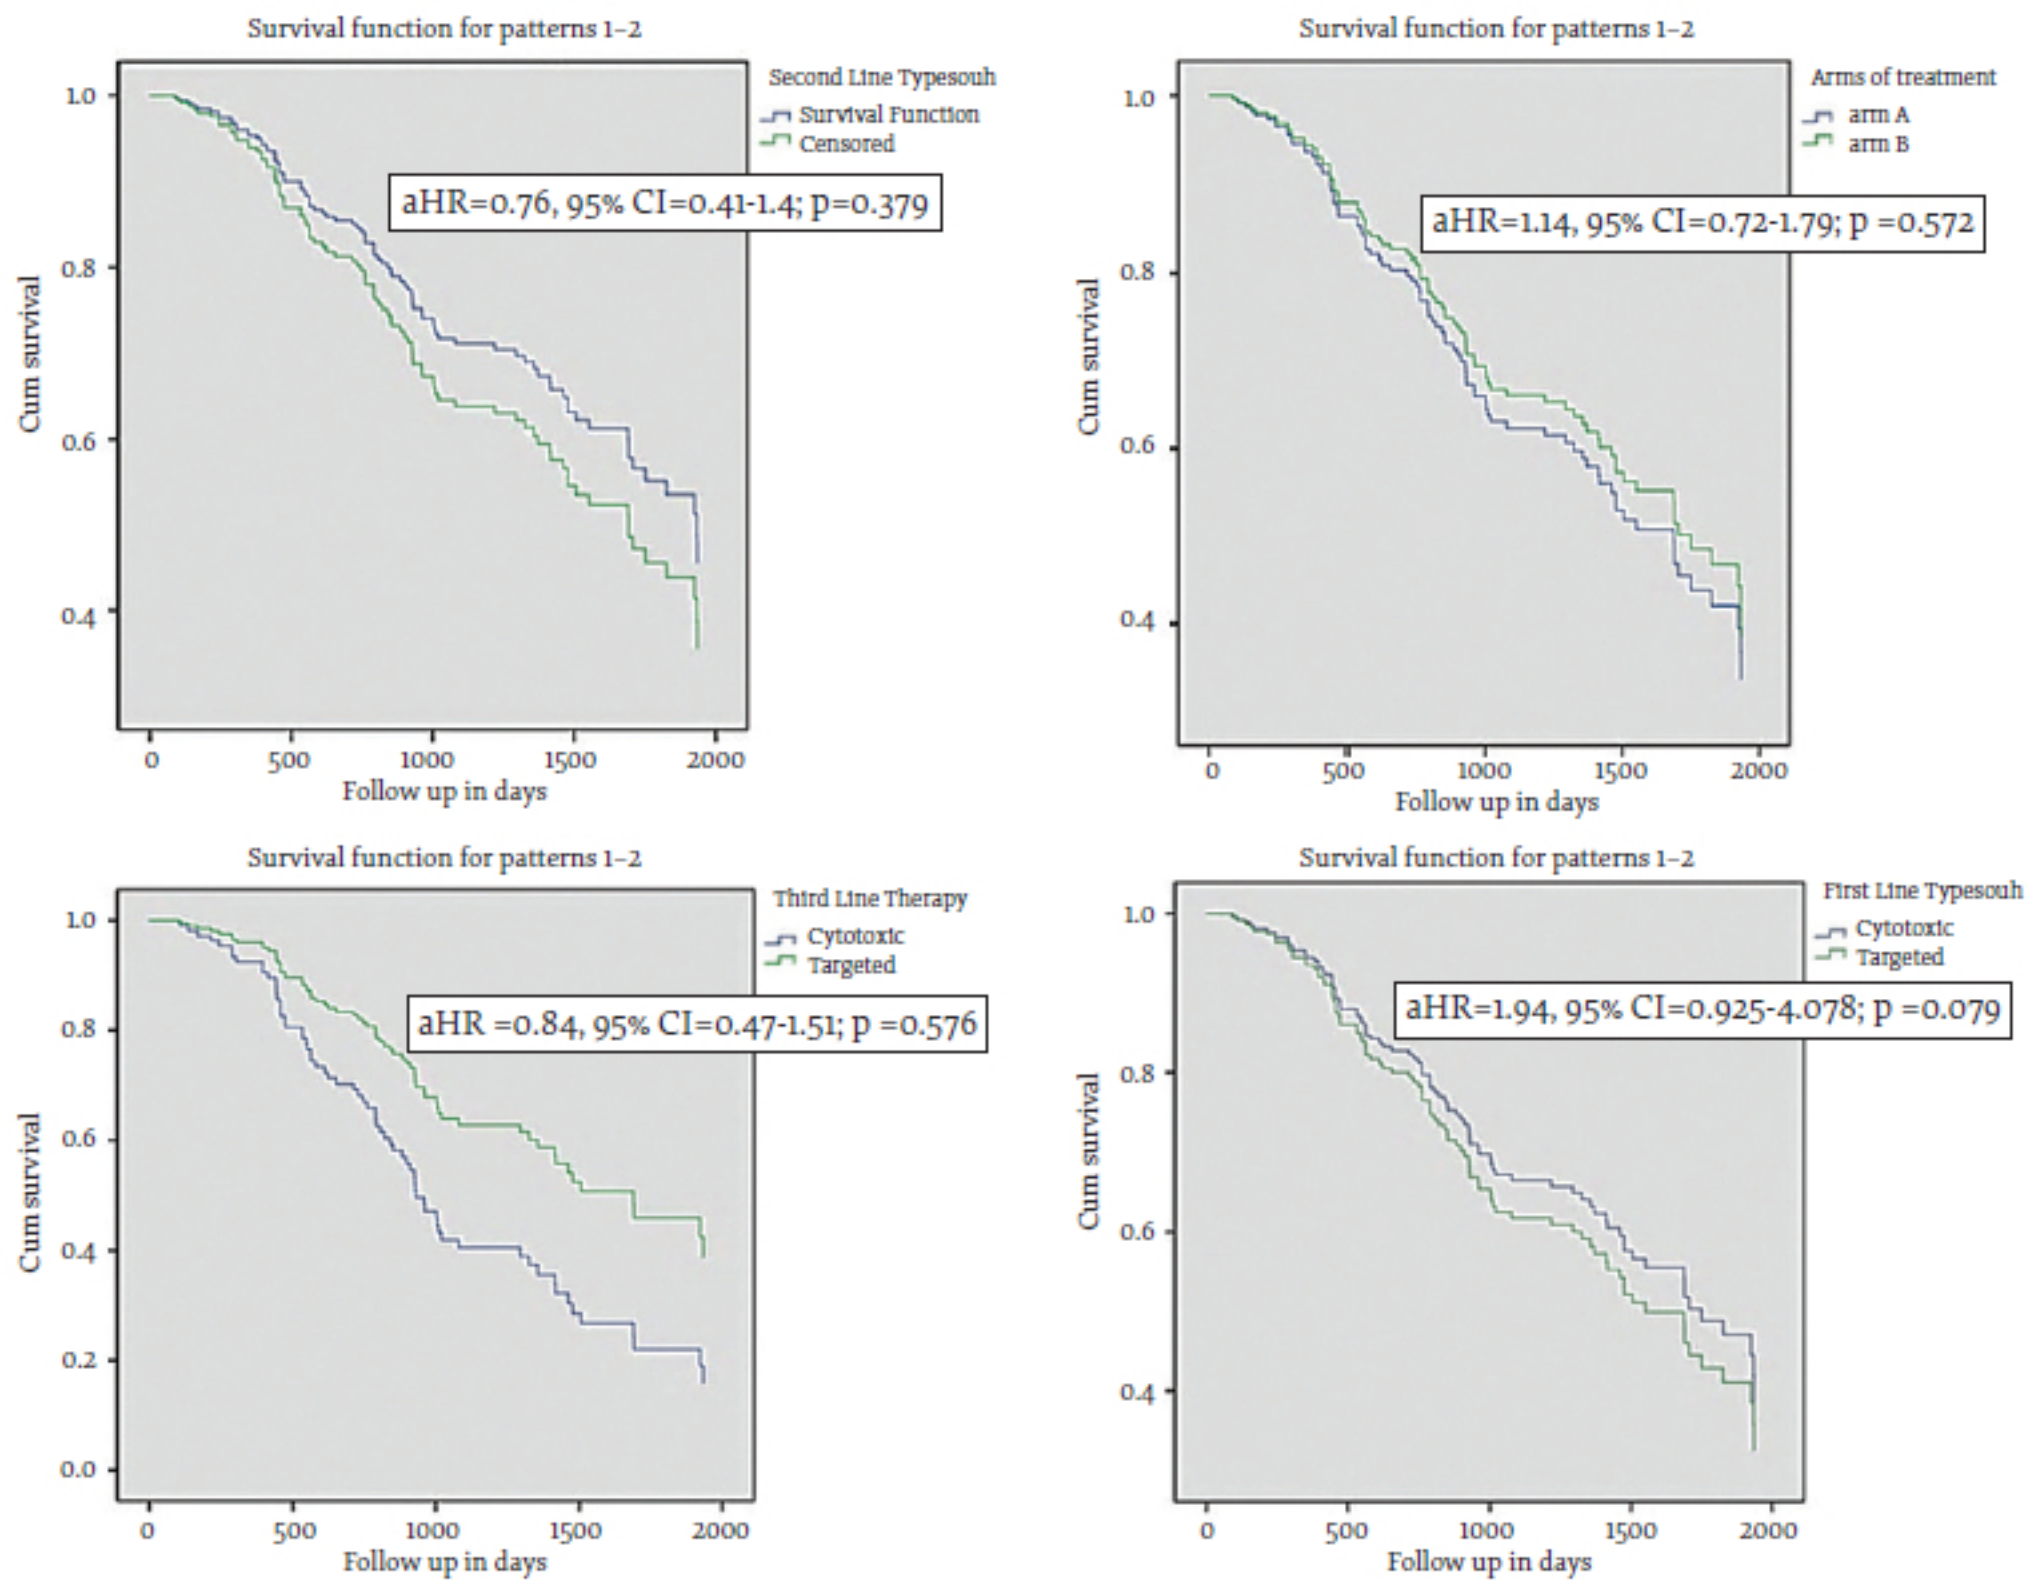 Survival function for patterns 1–2
Second Line Typesouh
Survival Function
Censored
aHR=0.76, 95% CI=0.41-1.4; p=0.379
Cum survival
1.0
0.8
0.6
0.4
0 500 1000 1500 2000
Follow up in days
Survival function for patterns 1–2
Arms of treatment
arm A
arm B
aHR=1.14, 95% CI=0.72-1.79; p =0.572
Cum survival
1.0
0.8
0.6
0.4
0 500 1000 1500 2000
Follow up in days
Survival function for patterns 1–2
Third Line Therapy
Cytotoxic
Targeted
aHR =0.84, 95% CI=0.47-1.51; p =0.576
Cum survival
1.0
0.8
0.6
0.4
0.2
0.0
0 500 1000 1500 2000
Follow up in days
Survival function for patterns 1–2
First Line Typesouh
Cytotoxic
Targeted
aHR=1.94, 95% CI=0.925-4.078; p =0.079
Cum survival
1.0
0.8
0.6
0.4
0 500 1000 1500 2000
Follow up in days